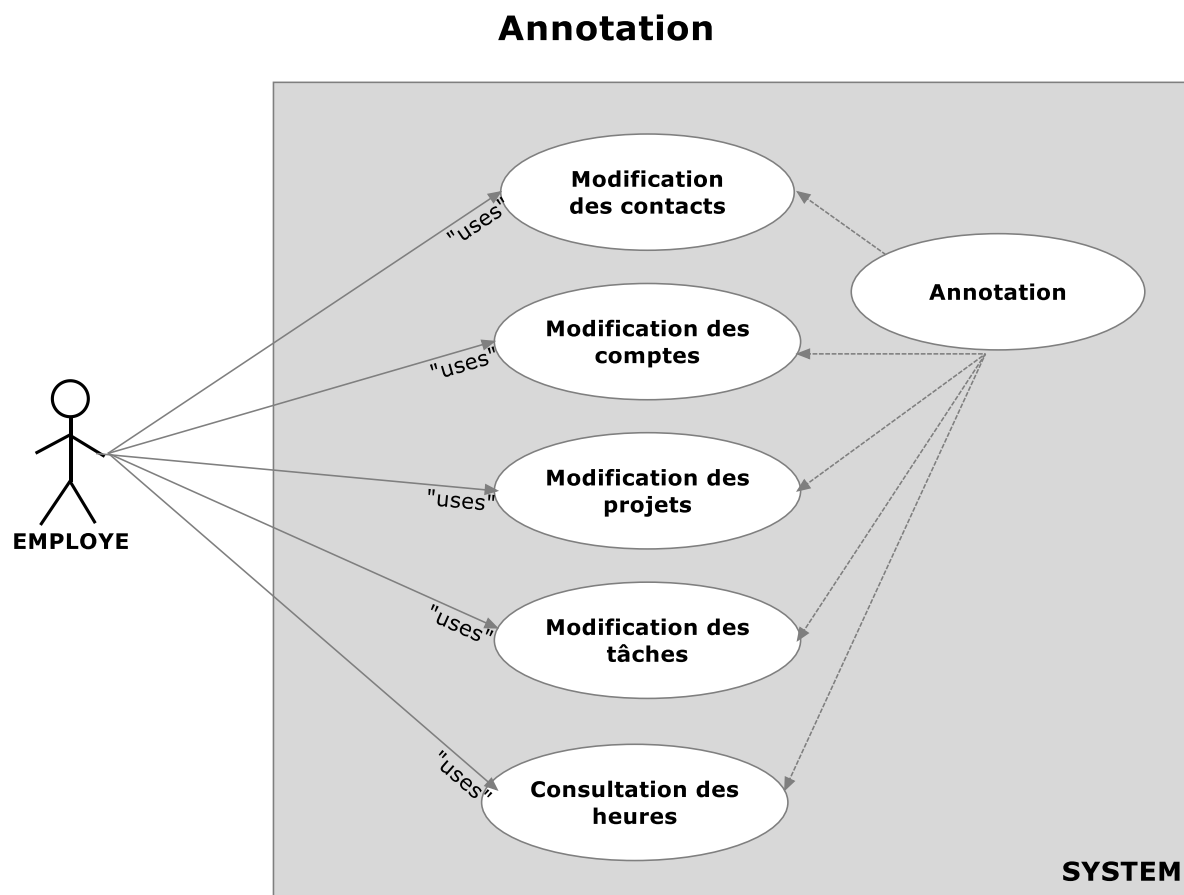 Annotation
Modification
des contacts
"uses"
Annotation
Modification des
comptes
"uses"
Modification des
projets
"uses"
EMPLOYE
Modification des
tâches
"uses"
Consultation des
heures
"uses"
SYSTEM